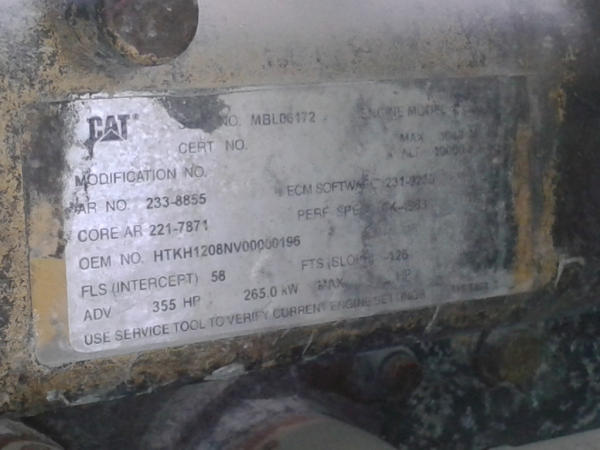 CAT
NO. MBL06172 ENGINE MODEL
CERT NO. MAX
ALT
MODIFICATION NO.
AR NO. 233-8855 ECM SOFTWARE
CORE AR 221-7871 PERF SPEC
OEM NO. HTKH1208NV00000196
FLS (INTERCEPT) 58 FTS (SLOPE) -126
ADV 355 HP 265.0 kW MAX HP
USE SERVICE TOOL TO VERIFY CURRENT ENGINE SETTINGS